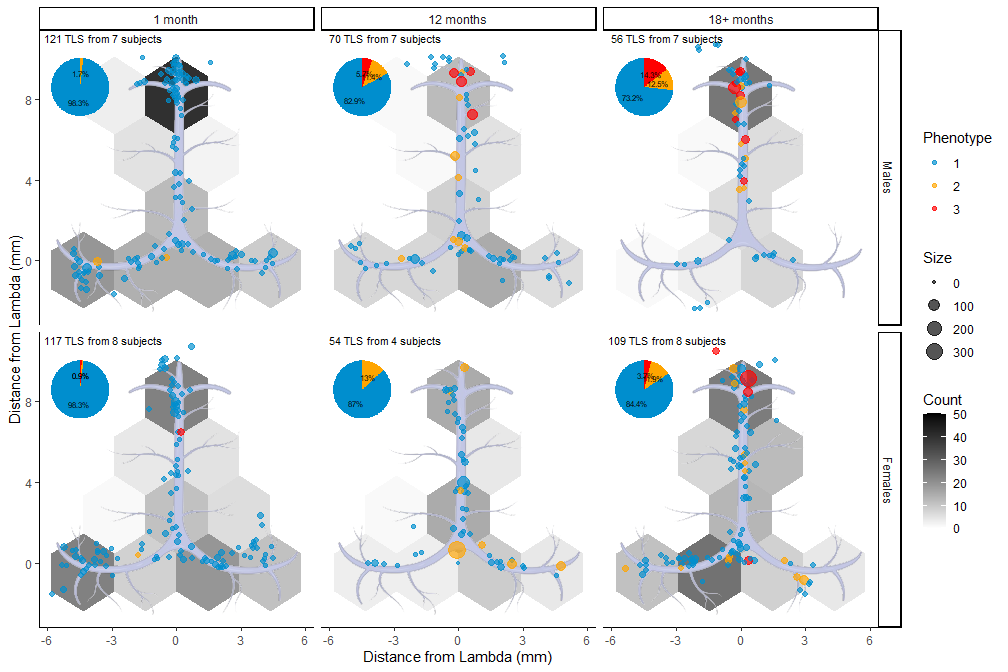 1 month
12 months
18+ months
121 TLS from 7 subjects
1.7%
98.3%
70 TLS from 7 subjects
82.9%
56 TLS from 7 subjects
14.3%
12.5%
73.2%
8
4
0
Males
117 TLS from 8 subjects
0.9%
98.3%
54 TLS from 4 subjects
13%
87%
109 TLS from 8 subjects
84.4%
8
4
0
Females
-6 -3 0 3 6
-6 -3 0 3 6
-6 -3 0 3 6
Distance from Lambda (mm)
Distance from Lambda (mm)
Phenotype
1
2
3
Size
0
100
200
300
Count
50
40
30
20
10
0